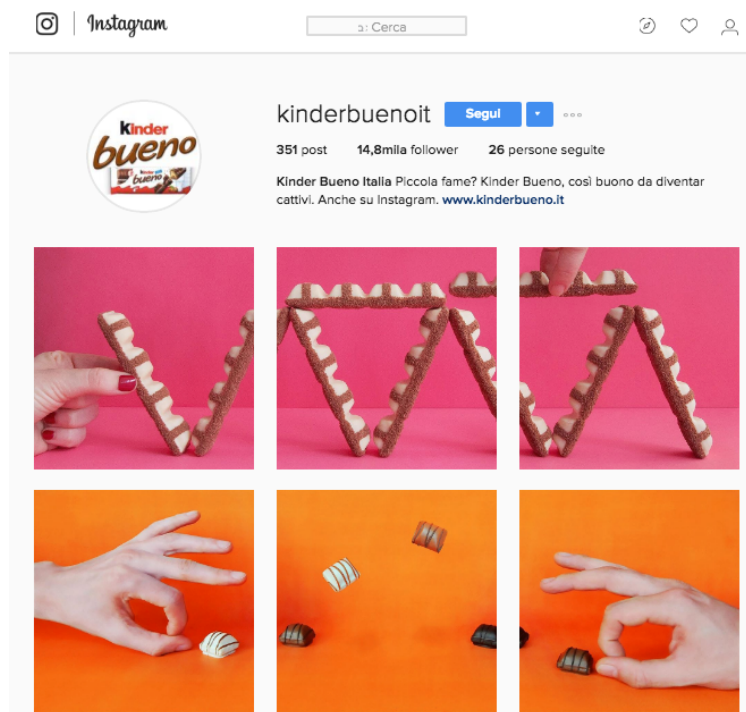 Instagram
Cerca
kinder
bueno
bueno
kinderbuenoit Segui
351 post 14,8mila follower 26 persone seguite
Kinder Bueno Italia Piccola fame? Kinder Bueno, così buono da diventar
cattivi. Anche su Instagram. www.kinderbueno.it